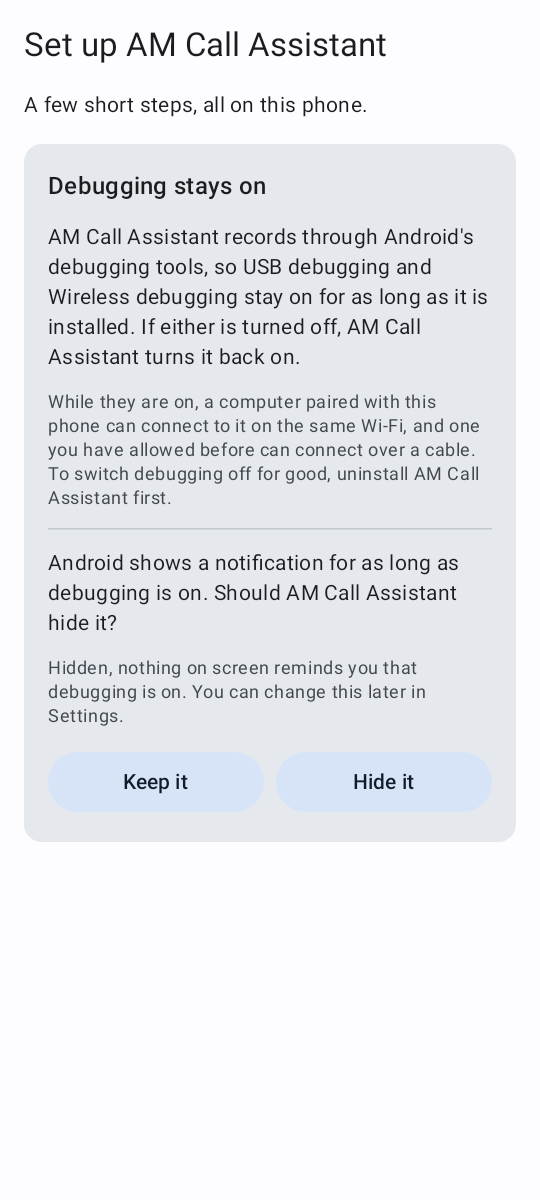 Set up AM Call Assistant
A few short steps, all on this phone.
Debugging stays on
AM Call Assistant records through Android's
debugging tools, so USB debugging and
Wireless debugging stay on for as long as it is
installed. If either is turned off, AM Call
Assistant turns it back on.
While they are on, a computer paired with this
phone can connect to it on the same Wi-Fi, and one
you have allowed before can connect over a cable.
To switch debugging off for good, uninstall AM Call
Assistant first.
Android shows a notification for as long as
debugging is on. Should AM Call Assistant
hide it?
Hidden, nothing on screen reminds you that
debugging is on. You can change this later in
Settings.
Keep it
Hide it